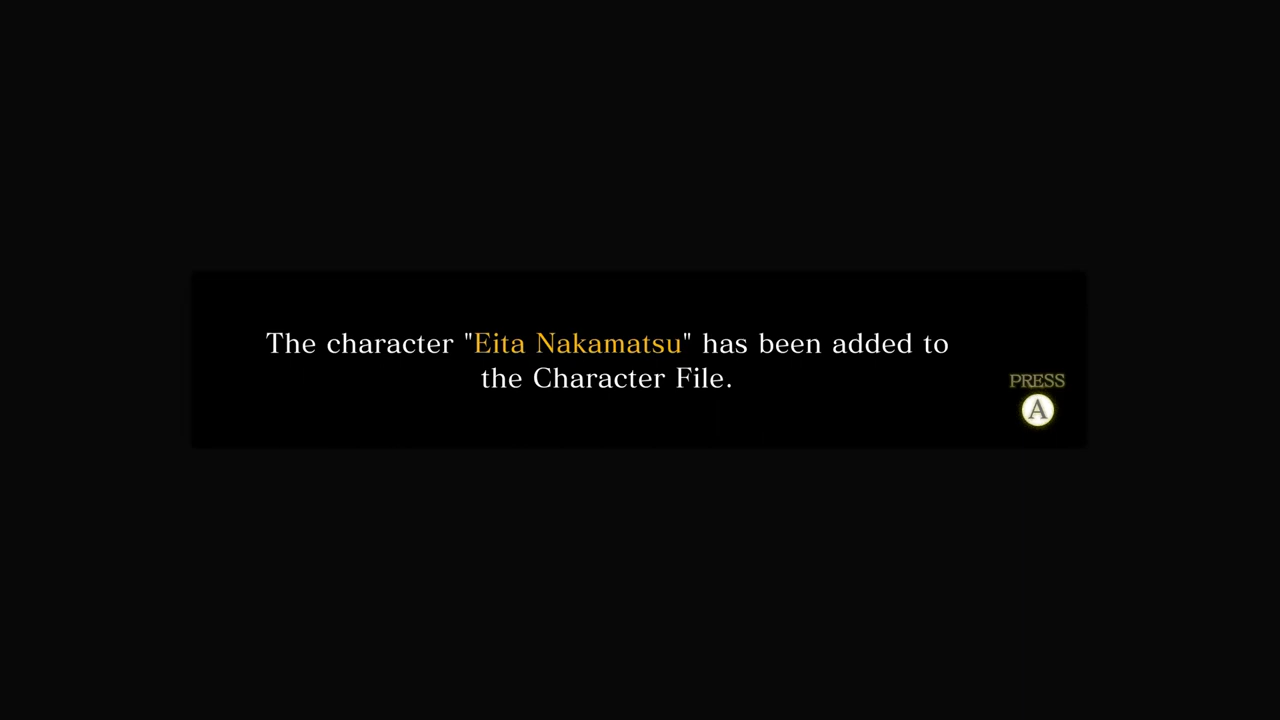 The character "Eita Nakamatsu" has been added to
the Character File.
PRESS
A